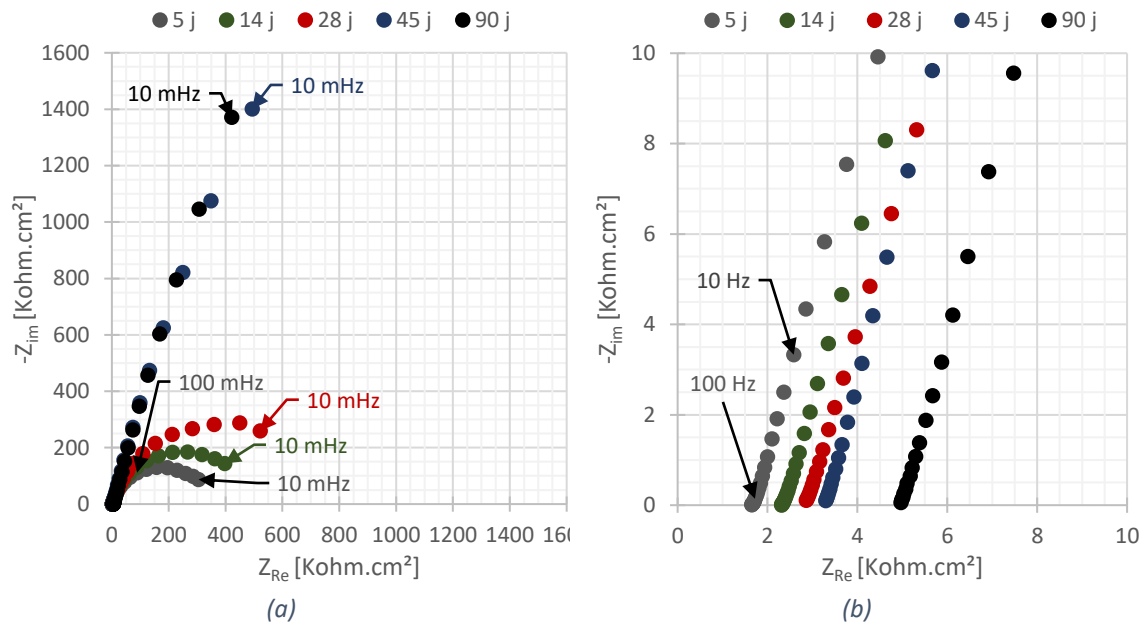 5 j 14 j 28 j 45 j 90 j
1600
1400
1200
1000
800
600
400
200
0
-Zim [Kohm.cm²]
10 mHz
10 mHz
100 mHz
10 mHz
10 mHz
10 mHz
0 200 400 600 800 1000 1200 1400 160
ZRe [Kohm.cm²]
(a)
5 j 14 j 28 j 45 j 90 j
10
8
6
4
2
0
-Zim [Kohm.cm²]
10 Hz
100 Hz
0 2 4 6 8 10
ZRe [Kohm.cm²]
(b)